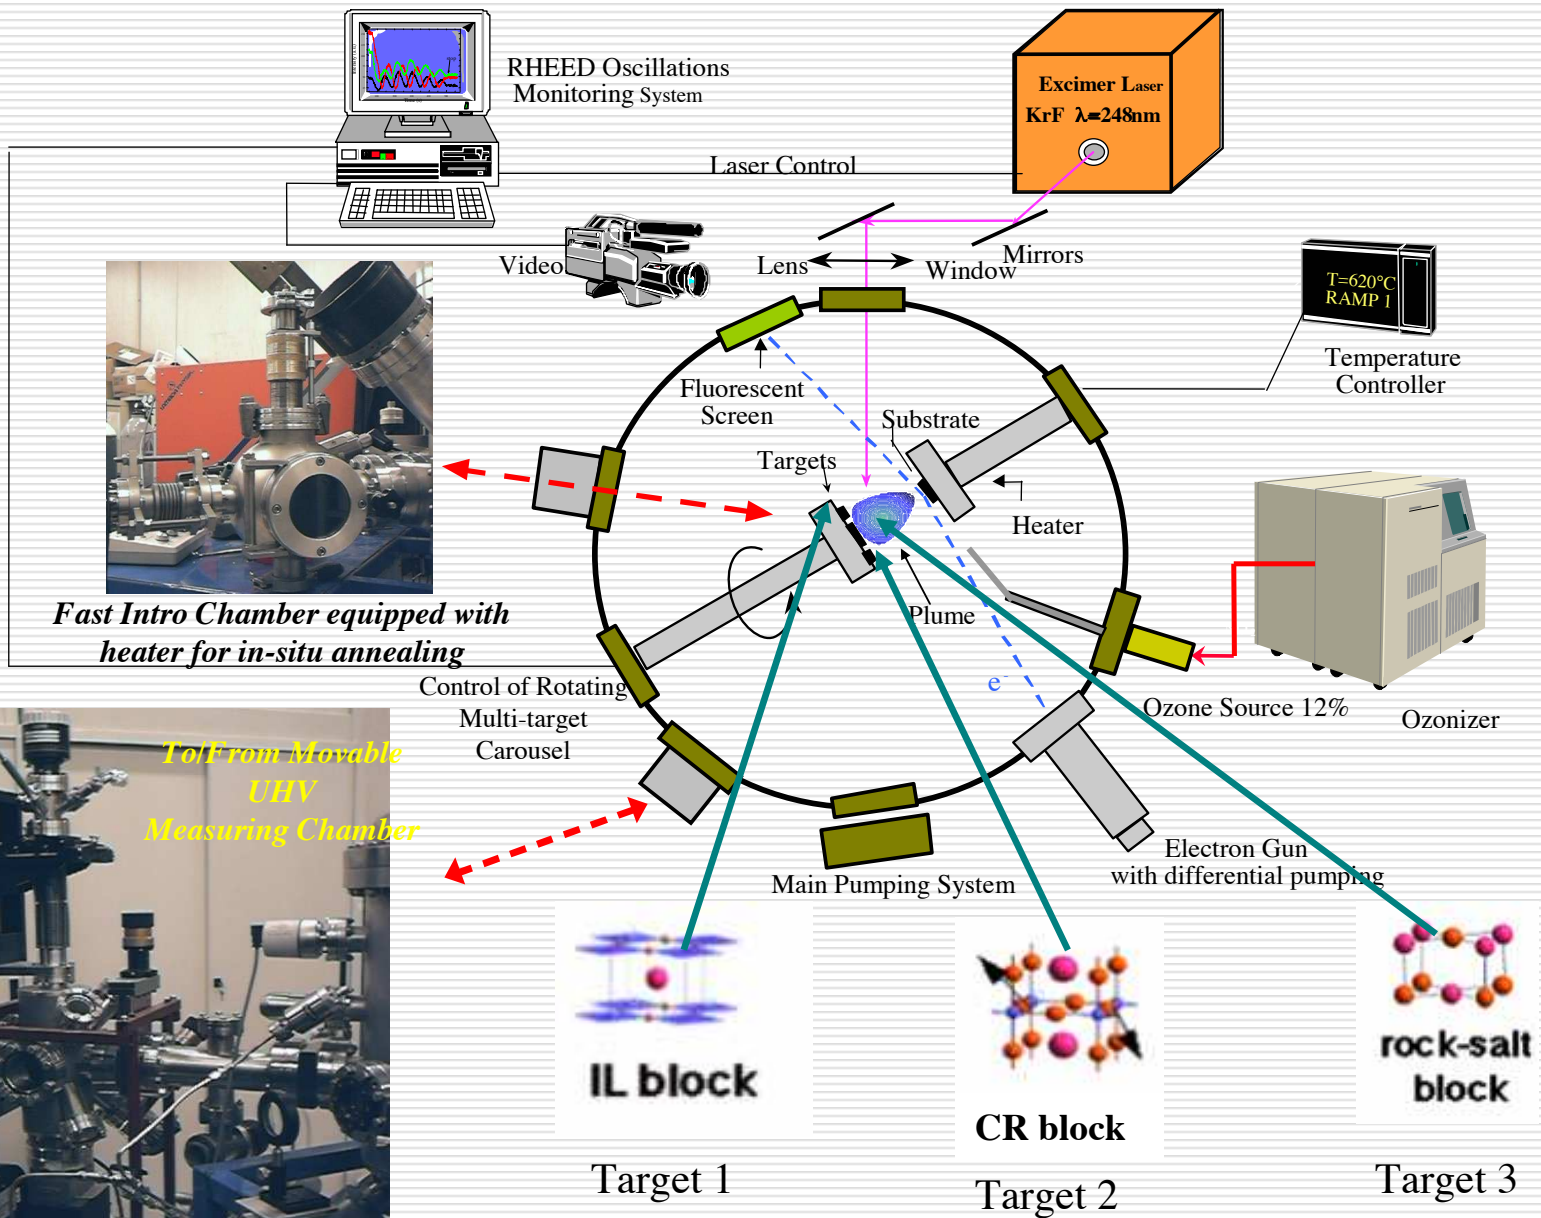 RHEED Oscillations
Monitoring System
Excimer Laser
KrF λ=248nm
Laser Control
Video
Lens
Window
Mirrors
T=620°C
RAMP 1
Temperature
Controller
Fluorescent
Screen
Substrate
Targets
Heater
Plume
Fast Intro Chamber equipped with
heater for in-situ annealing
Control of Rotating
Multi-target
Carousel
e-
Ozone Source 12%
Ozonizer
To/From Movable
UHV
Measuring Chamber
Electron Gun
with differential pumping
Main Pumping System
IL block
CR block
rock-salt
block
Target 1
Target 2
Target 3